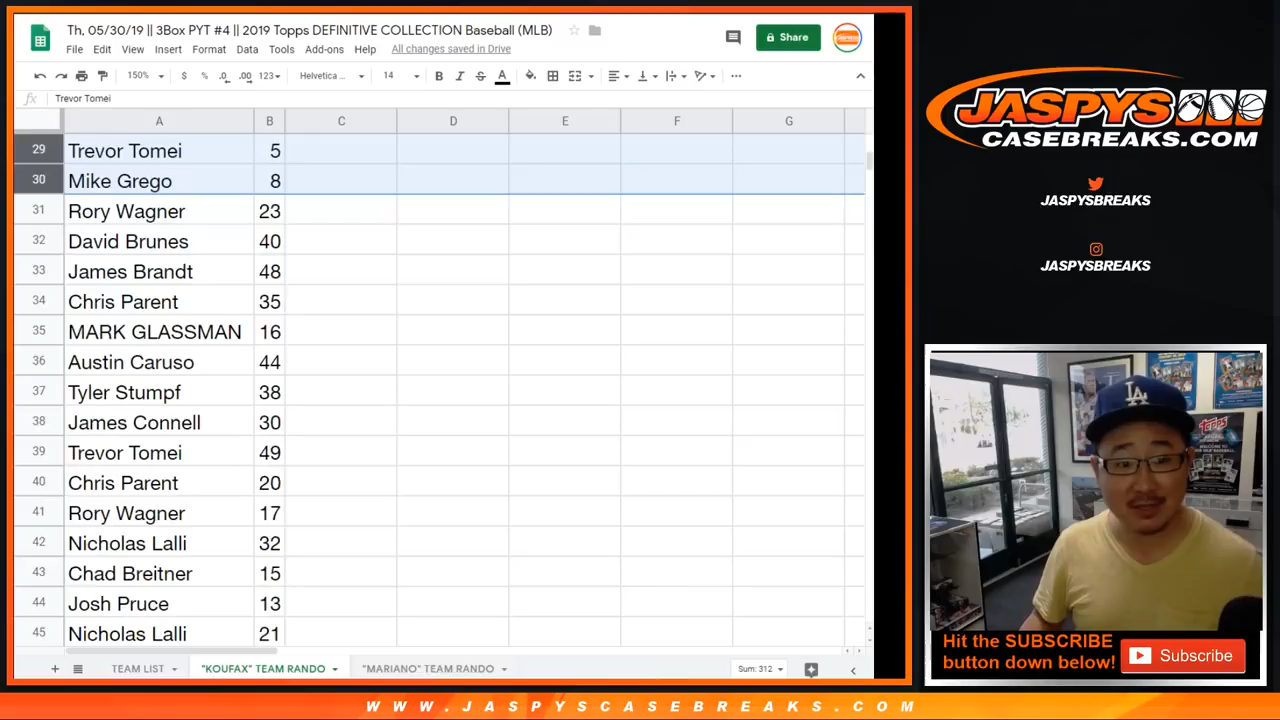 Th, 05/30/19 || 3Box PYT #4 || 2019 Topps DEFINITIVE COLLECTION Baseball (MLB)
File Edit View Insert Format Data Tools Add-ons Help All changes saved in Drive
Share
150% $ % .0 .00 123 Helvetica ... 14 B I S A
fx Trevor Tomei
A B C D E F G
29 Trevor Tomei 5
30 Mike Grego 8
31 Rory Wagner 23
32 David Brunes 40
33 James Brandt 48
34 Chris Parent 35
35 MARK GLASSMAN 16
36 Austin Caruso 44
37 Tyler Stumpf 38
38 James Connell 30
39 Trevor Tomei 49
40 Chris Parent 20
41 Rory Wagner 17
42 Nicholas Lalli 32
43 Chad Breitner 15
44 Josh Pruce 13
45 Nicholas Lalli 21
TEAM LIST "KOUFAX" TEAM RANDO "MARIANO" TEAM RANDO Sum: 312
JASPYS
CASEBREAKS.COM
JASPYSBREAKS
JASPYSBREAKS
LA
topps
Hit the SUBSCRIBE
button down below!
Subscribe
WWW.JASPYSCASEBREAKS.COM